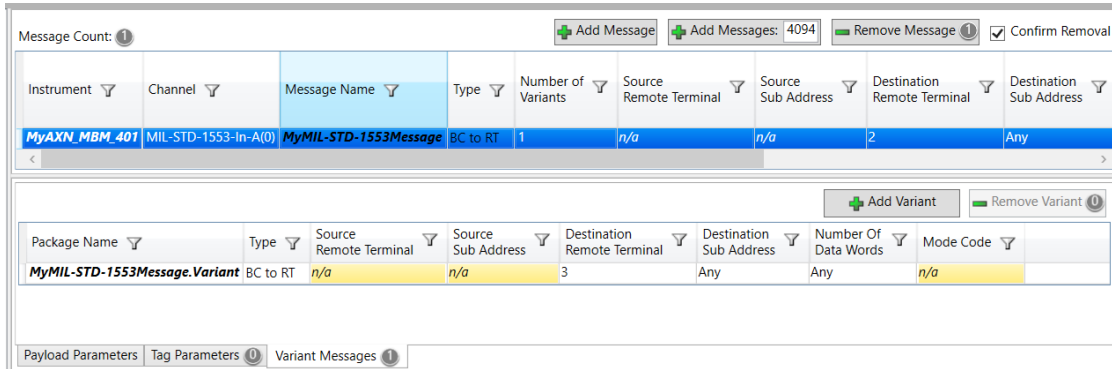 Message Count: 1 Add Message Add Messages: 4094 Remove Message 1 Confirm Removal
Instrument Channel Message Name Type Number of Variants Source Remote Terminal Source Sub Address Destination Remote Terminal Destination Sub Address
MyAXN_MBM_401 MIL-STD-1553-In-A(0) MyMIL-STD-1553Message BC to RT 1 n/a n/a 2 Any
Add Variant Remove Variant 0
Package Name Type Source Remote Terminal Source Sub Address Destination Remote Terminal Destination Sub Address Number Of Data Words Mode Code
MyMIL-STD-1553Message.Variant BC to RT n/a n/a 3 Any Any n/a
Payload Parameters Tag Parameters 0 Variant Messages 1